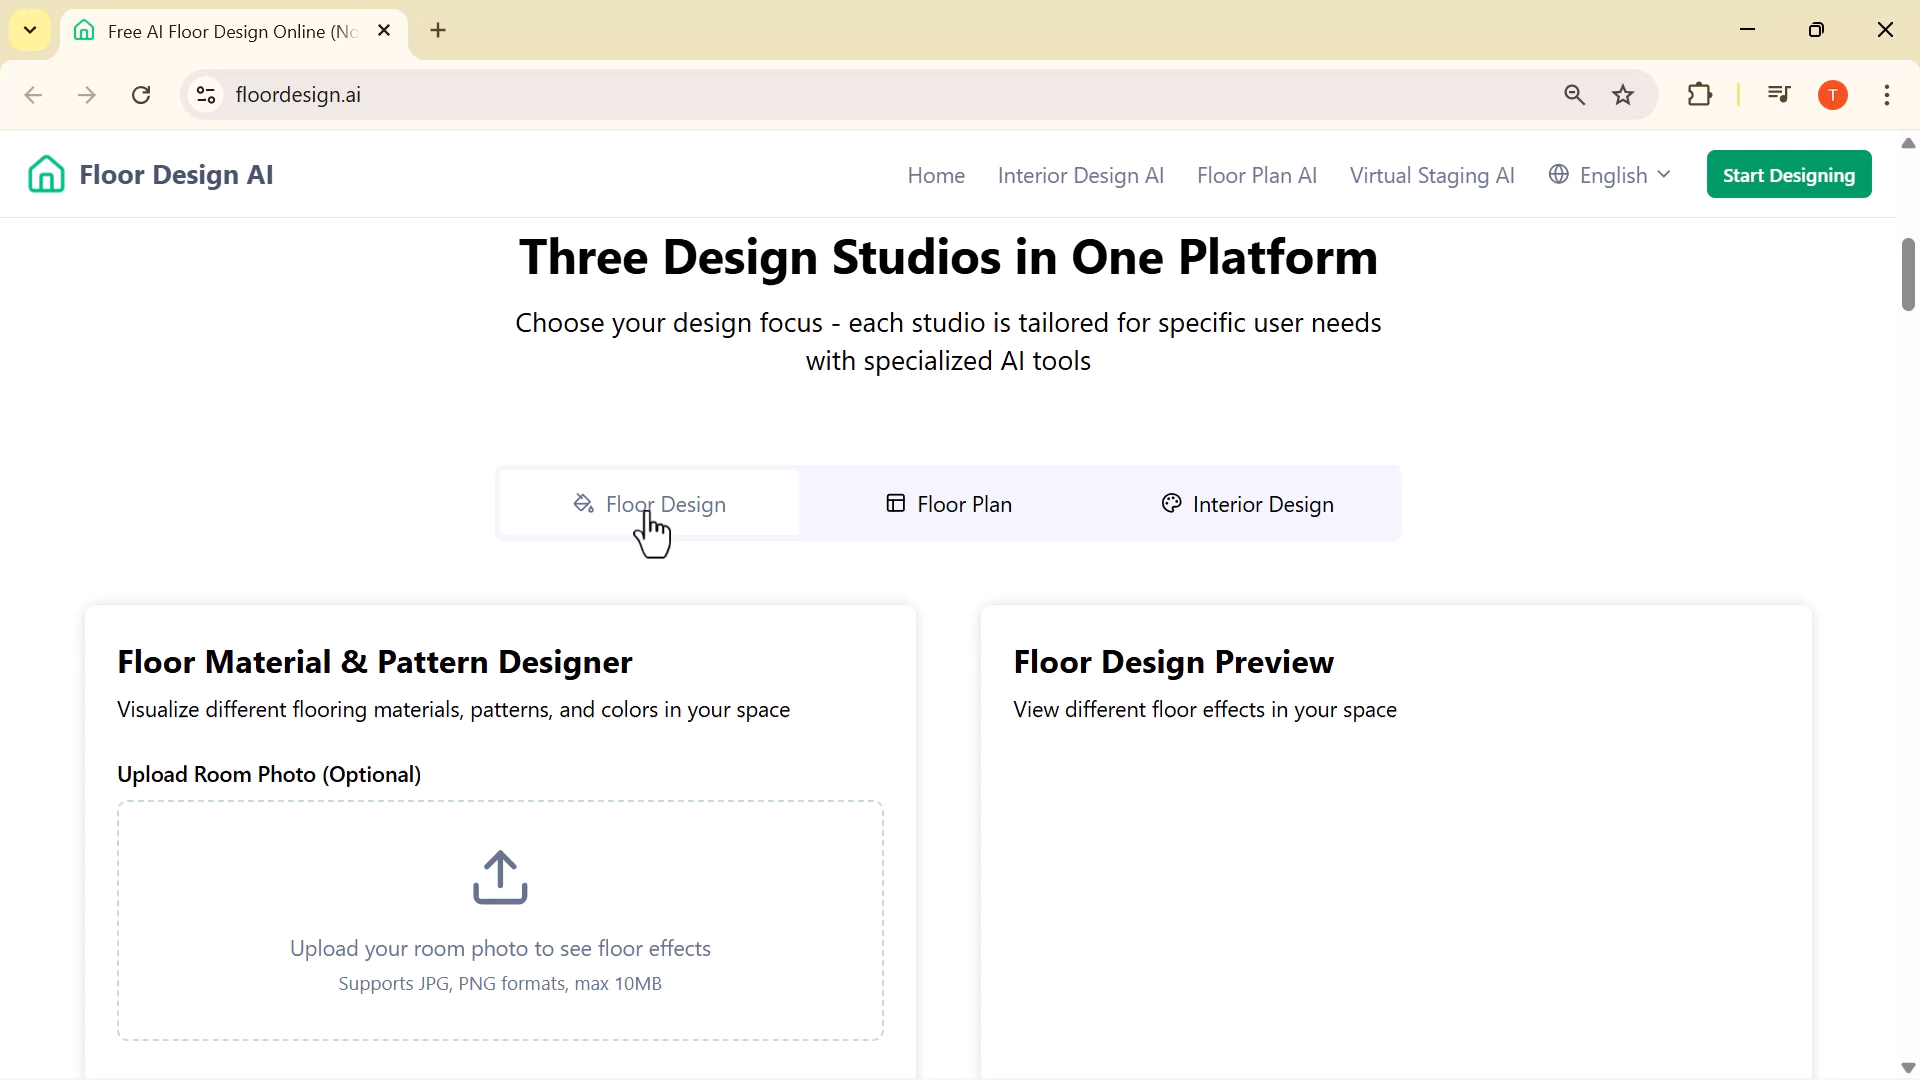 Free AI Floor Design Online (No
floordesign.ai
T
Floor Design AI
Home
Interior Design AI
Floor Plan AI
Virtual Staging AI
English
Start Designing
Three Design Studios in One Platform
Choose your design focus - each studio is tailored for specific user needs
with specialized AI tools
Floor Design
Floor Plan
Interior Design
Floor Material & Pattern Designer
Visualize different flooring materials, patterns, and colors in your space
Upload Room Photo (Optional)
Upload your room photo to see floor effects
Supports JPG, PNG formats, max 10MB
Floor Design Preview
View different floor effects in your space